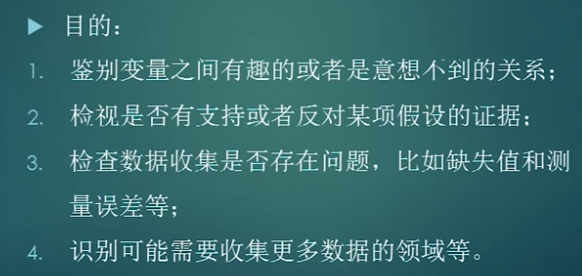 ▶ 目的：
1. 鉴别变量之间有趣的或者是意想不到的关系；
2. 检视是否有支持或者反对某项假设的证据；
3. 检查数据收集是否存在问题，比如缺失值和测
量误差等；
4. 识别可能需要收集更多数据的领域等。